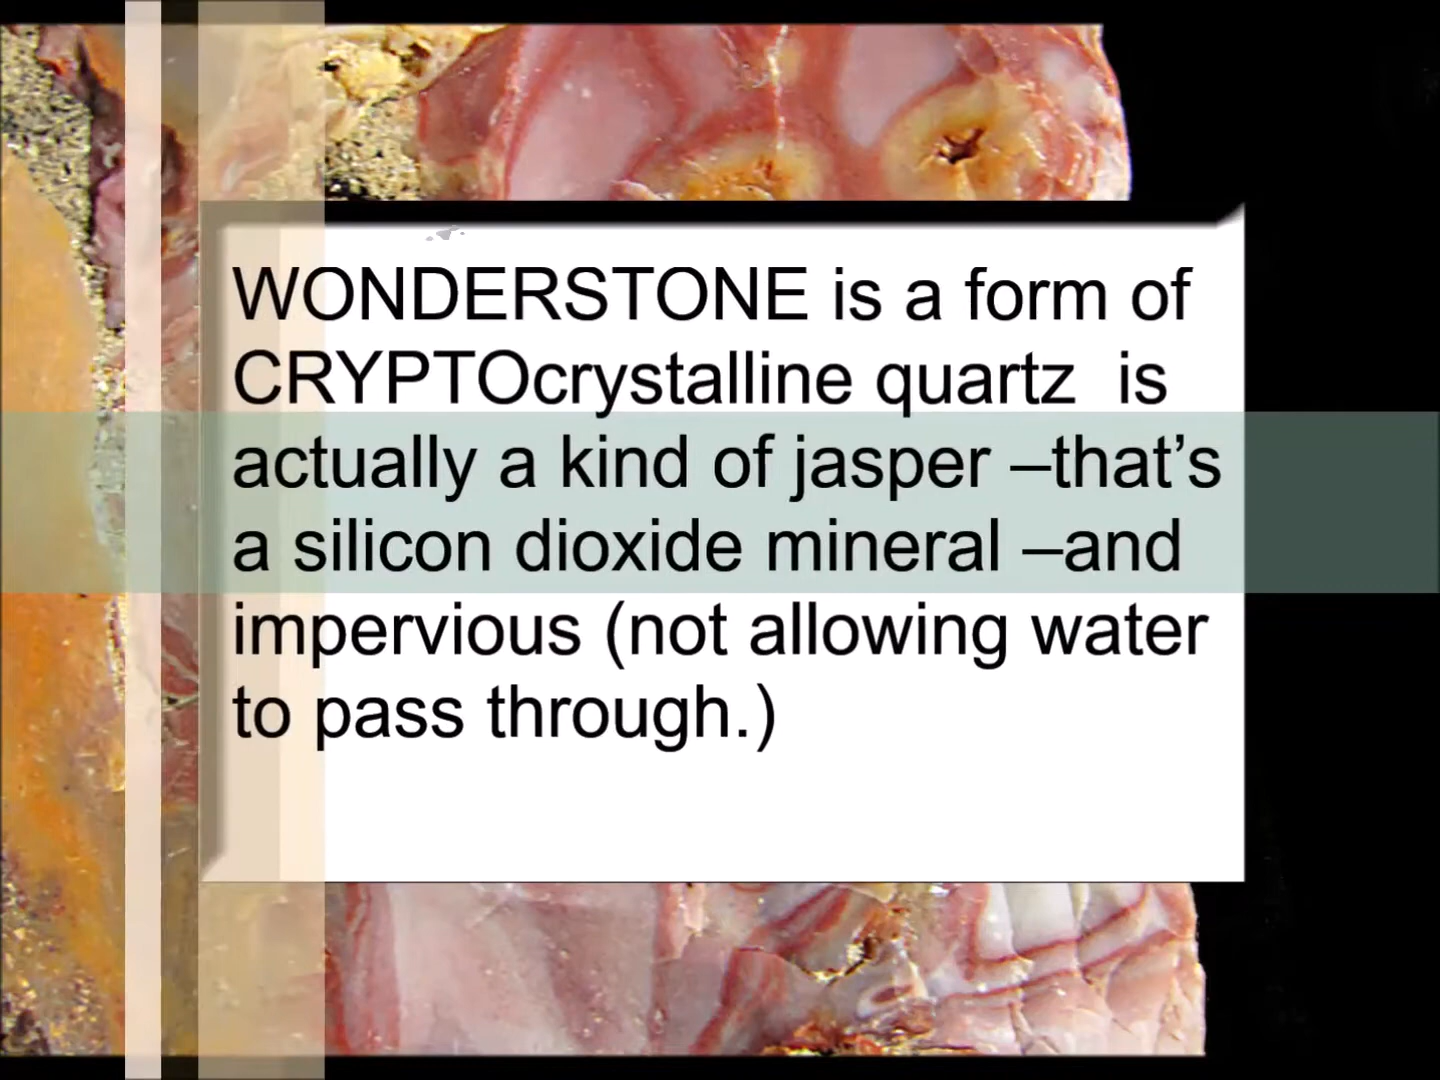 WONDERSTONE is a form of
CRYPTOcrystalline quartz  is
actually a kind of jasper –that’s
a silicon dioxide mineral –and
impervious (not allowing water
to pass through.)